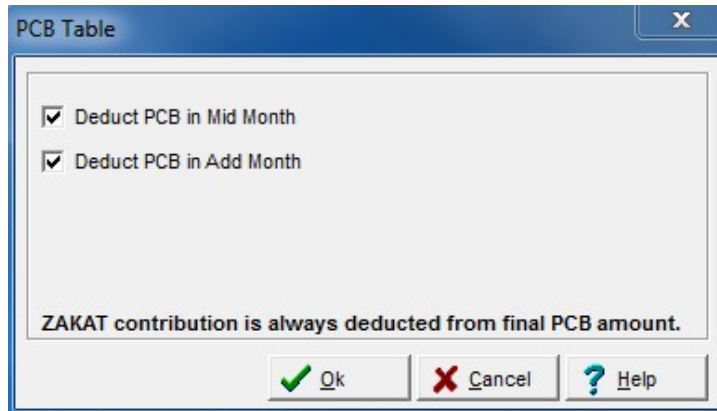 PCB Table
Deduct PCB in Mid Month
Deduct PCB in Add Month
ZAKAT contribution is always deducted from final PCB amount.
Ok Cancel Help